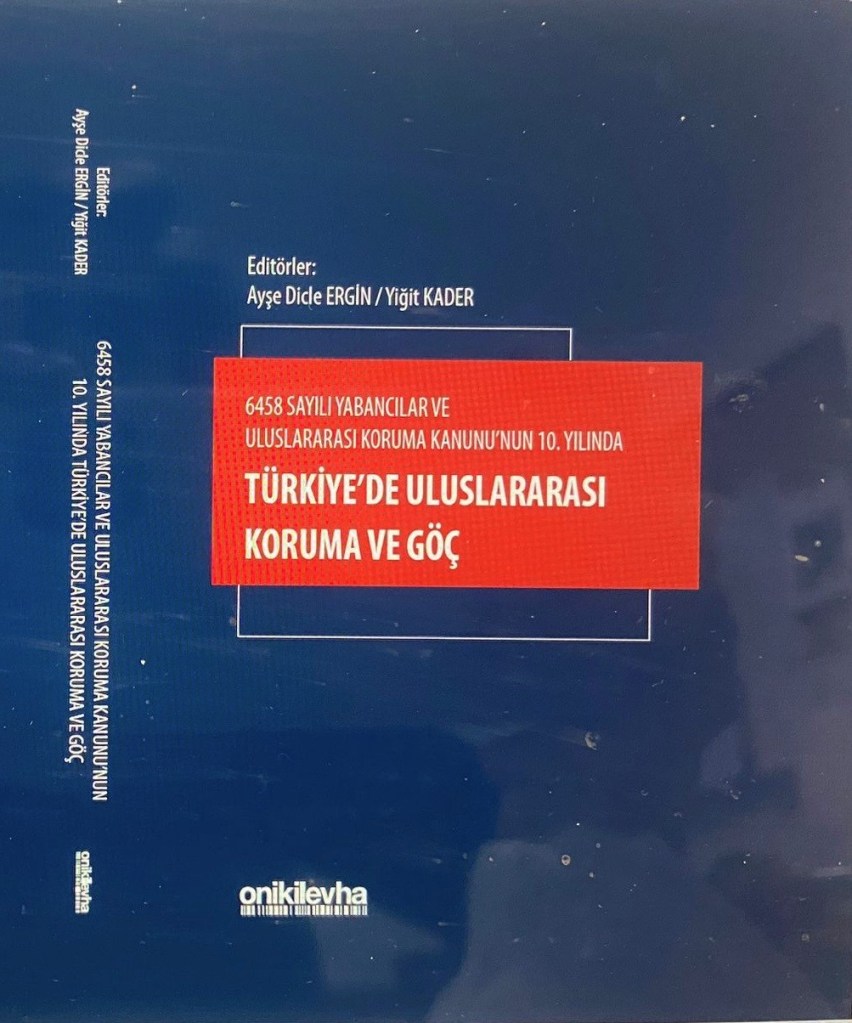 Editörler:
Ayşe Dicle ERGİN / Yiğit KADER
6458 SAYILI YABANCILAR VE ULUSLARARASI KORUMA KANUNU'NUN
10. YILINDA TÜRKİYE'DE ULUSLARARASI KORUMA VE GÖÇ
onikilevha
Editörler:
Ayşe Dicle ERGİN / Yiğit KADER
6458 SAYILI YABANCILAR VE
ULUSLARARASI KORUMA KANUNU'NUN 10. YILINDA
TÜRKİYE'DE ULUSLARARASI
KORUMA VE GÖÇ
onikilevha